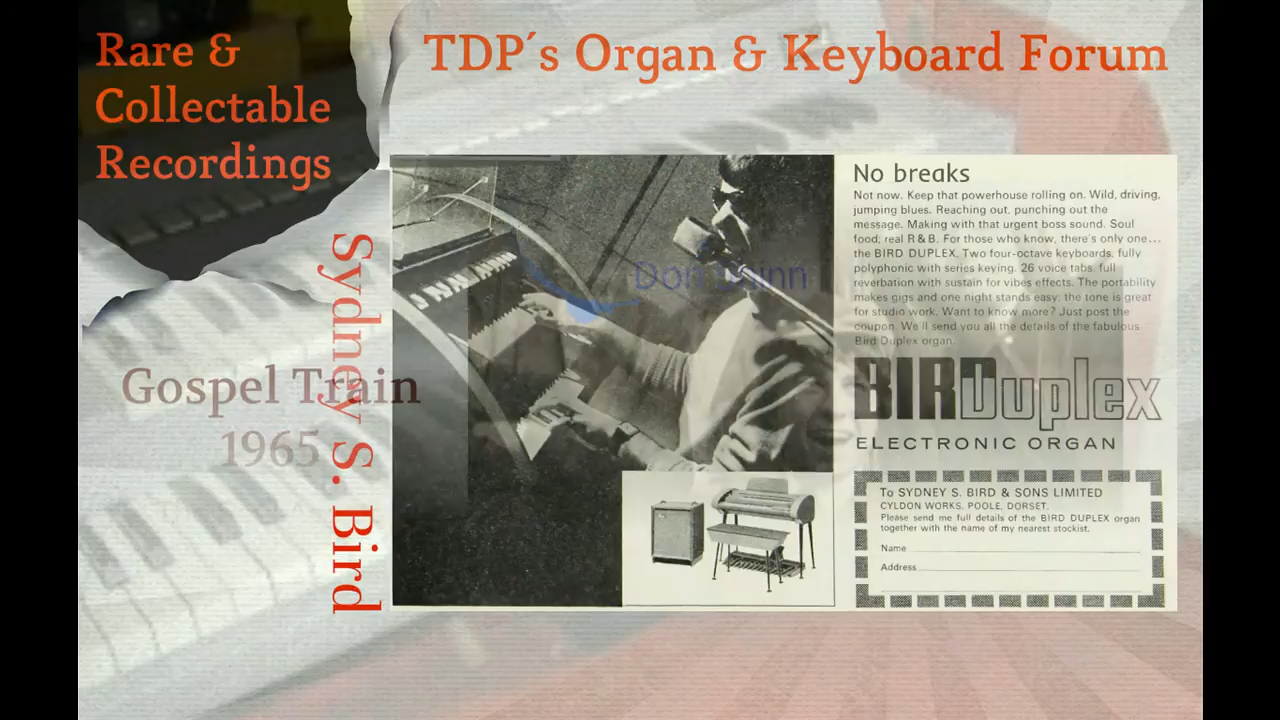 Rare &
Collectable
Recordings
TDP´s Organ & Keyboard Forum
Sydney S. Bird
Gospel Train
1965
Don Shinn
No breaks
Not now. Keep that powerhouse rolling on. Wild, driving,
jumping blues. Reaching out, punching out the
message. Making with that urgent boss sound. Soul
food; real R & B. For those who know, there's only one...
the BIRD DUPLEX. Two four-octave keyboards, fully
polyphonic with series keying. 26 voice tabs, full
reverberation with sustain for vibes effects. The portability
makes gigs and one night stands easy; the tone is great
for studio work. Want to know more? Just post the
coupon. We'll send you all the details of the fabulous
Bird Duplex organ.
BIRDuplex
ELECTRONIC ORGAN
To SYDNEY S. BIRD & SONS LIMITED
CYLDON WORKS, POOLE, DORSET.
Please send me full details of the BIRD DUPLEX organ
together with the name of my nearest stockist.
Name
Address